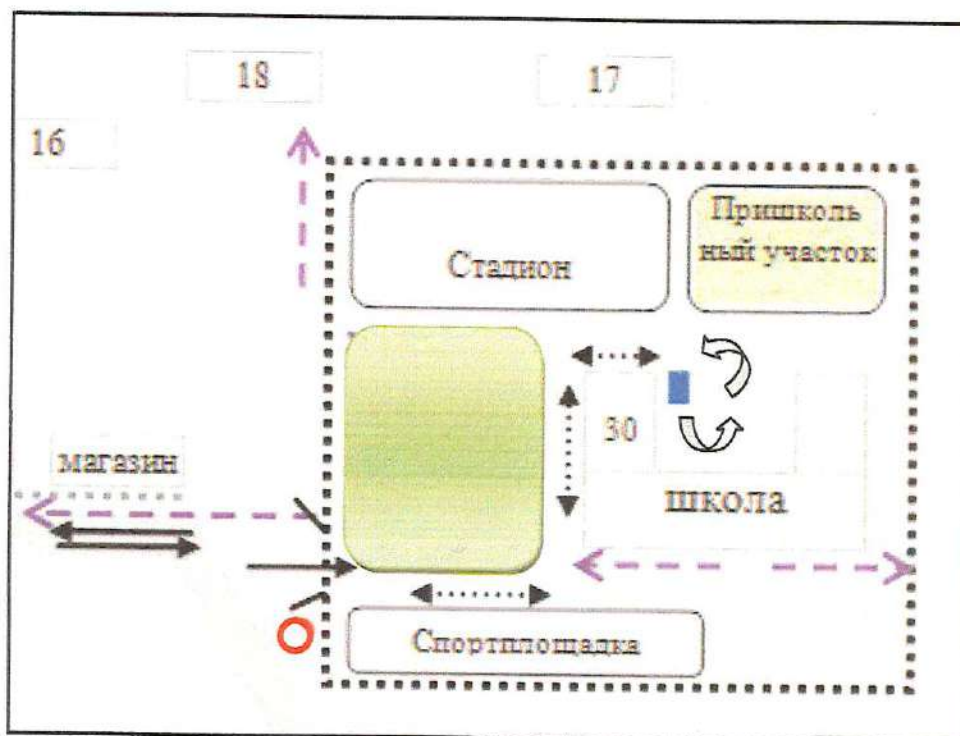 18
17
16
Стадион
Пришколь
ный участок
30
магазин
школа
Спортплощадка